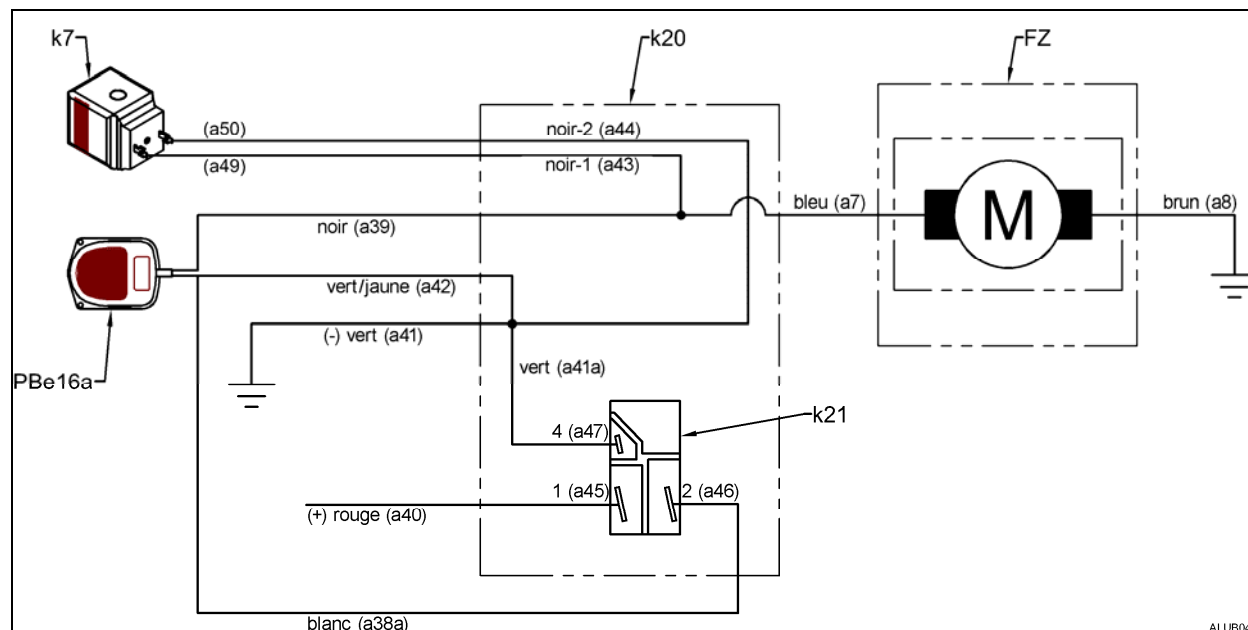 k7
k20
FZ
(a50)
noir-2 (a44)
(a49)
noir-1 (a43)
bleu (a7)
M
brun (a8)
noir (a39)
vert/jaune (a42)
(-) vert (a41)
vert (a41a)
PBe16a
k21
4 (a47)
1 (a45)
2 (a46)
(+) rouge (a40)
blanc (a38a)
ALUB04